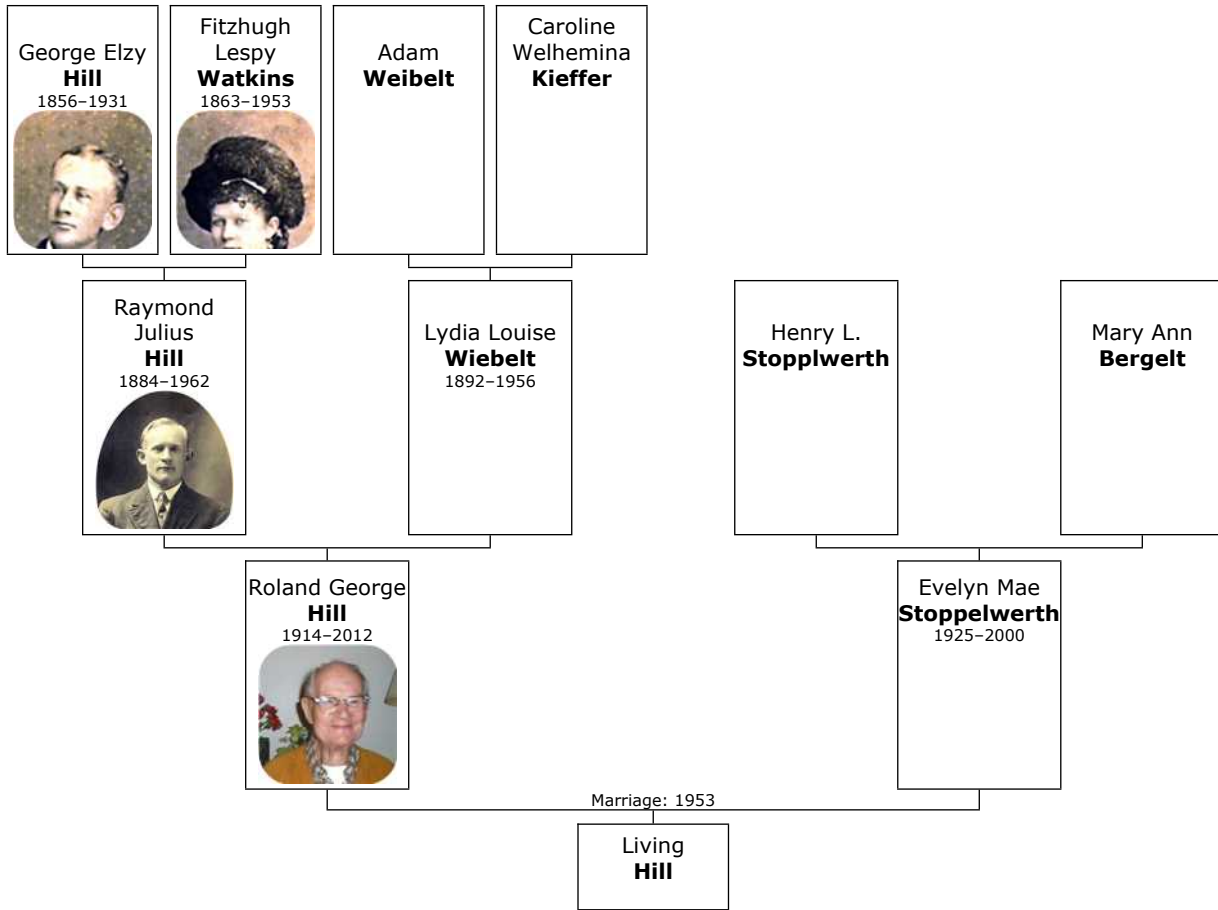 George Elzy
Hill
1856–1931
Fitzhugh
Lespy
Watkins
1863–1953
Adam
Weibelt
Caroline
Welhemina
Kieffer
Raymond
Julius
Hill
1884–1962
Lydia Louise
Wiebelt
1892–1956
Henry L.
Stopplwerth
Mary Ann
Bergelt
Roland George
Hill
1914–2012
Evelyn Mae
Stoppelwerth
1925–2000
Marriage: 1953
Living
Hill